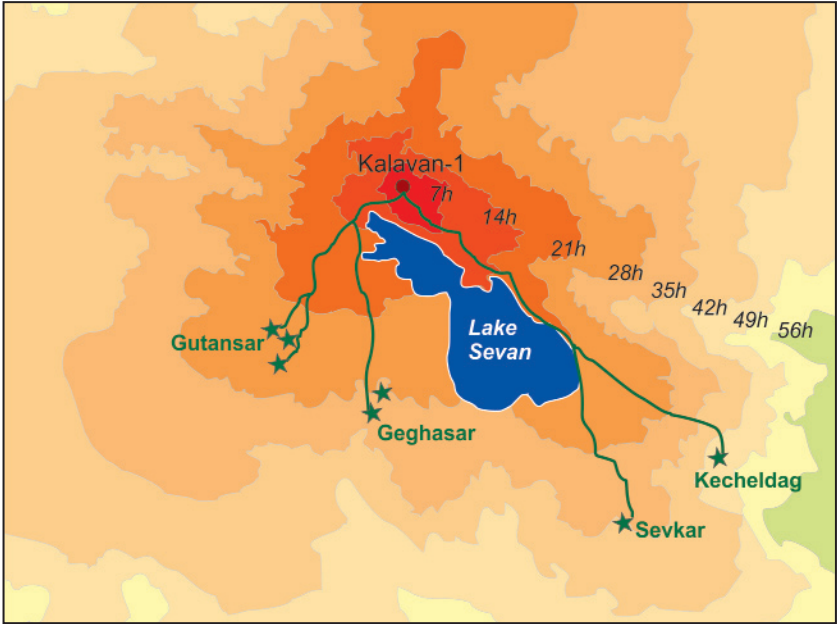 Kalavan-1
7h
14h
21h
28h
35h
42h
49h
56h
Lake
Sevan
Gutansar
Geghasar
Kecheldag
Sevkar